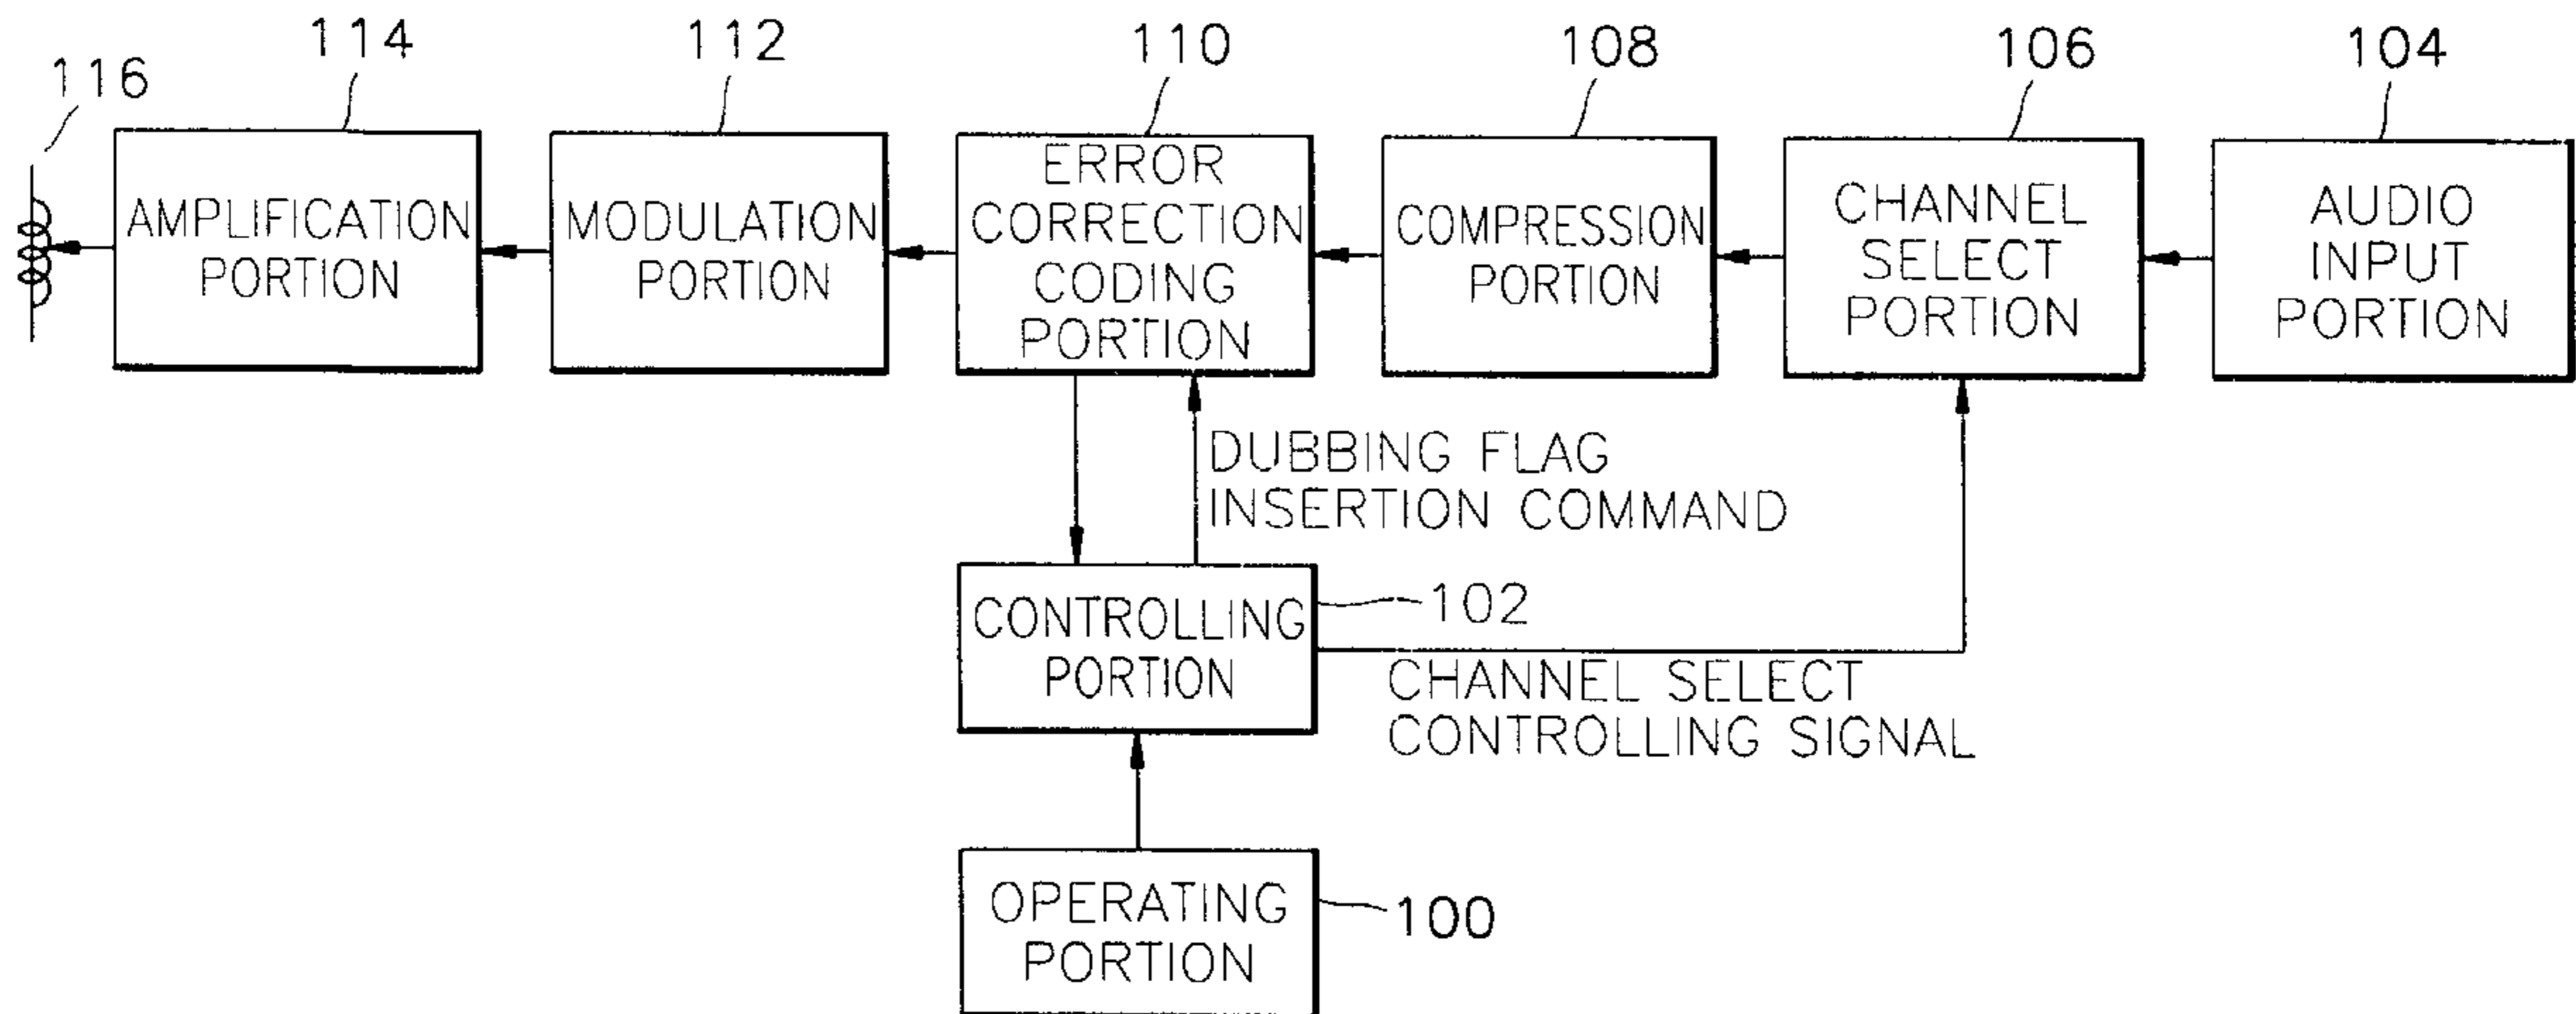 116
114
112
110
108
106
104
AMPLIFICATION
PORTION
MODULATION
PORTION
ERROR
CORRECTION
CODING
PORTION
COMPRESSION
PORTION
CHANNEL
SELECT
PORTION
AUDIO
INPUT
PORTION
DUBBING FLAG
INSERTION COMMAND
CONTROLLING
PORTION
102
CHANNEL SELECT
CONTROLLING SIGNAL
OPERATING
PORTION
100